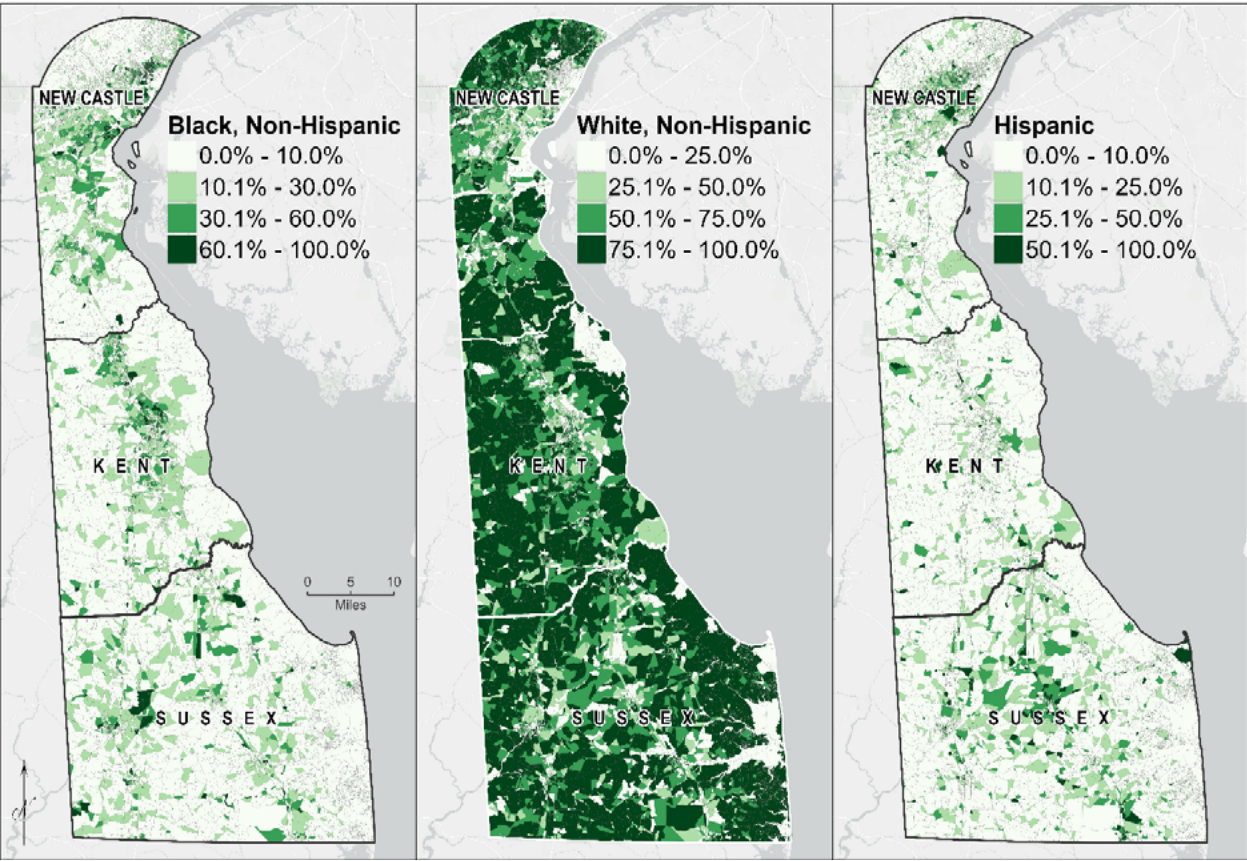 NEW CASTLE
Black, Non-Hispanic
0.0% - 10.0%
10.1% - 30.0%
30.1% - 60.0%
60.1% - 100.0%
KENT
0 5 10
Miles
SUSSEX
N
NEW CASTLE
White, Non-Hispanic
0.0% - 25.0%
25.1% - 50.0%
50.1% - 75.0%
75.1% - 100.0%
KENT
SUSSEX
NEW CASTLE
Hispanic
0.0% - 10.0%
10.1% - 25.0%
25.1% - 50.0%
50.1% - 100.0%
KENT
SUSSEX